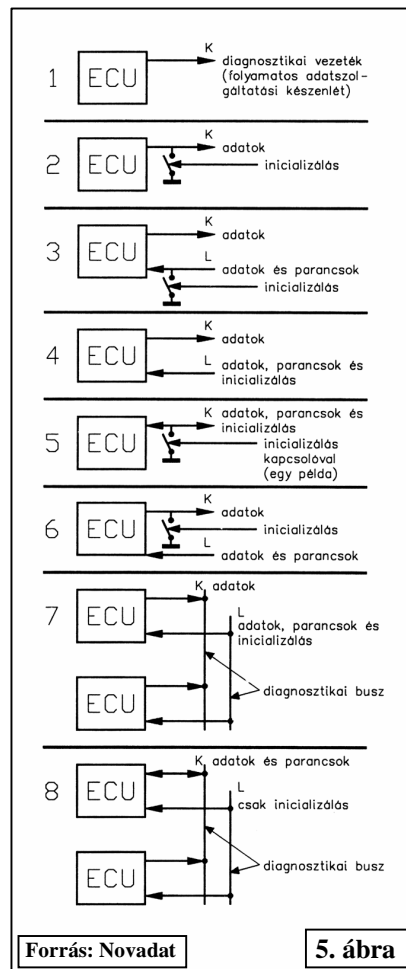 1
ECU
K
diagnosztikai vezeték
(folyamatos adatszol-
gáltatási készenlét)
2
ECU
K
adatok
inicializálás
3
ECU
K
adatok
L
adatok és parancsok
inicializálás
4
ECU
K
adatok
L
adatok, parancsok és
inicializálás
5
ECU
K
adatok, parancsok és
inicializálás
inicializálás
kapcsolóval
(egy példa)
6
ECU
K
adatok
inicializálás
L
adatok és parancsok
7
ECU
K adatok
L
adatok, parancsok és
inicializálás
ECU
diagnosztikai busz
8
ECU
K adatok és parancsok
L
csak inicializálás
ECU
diagnosztikai busz
Forrás: Novadat
5. ábra